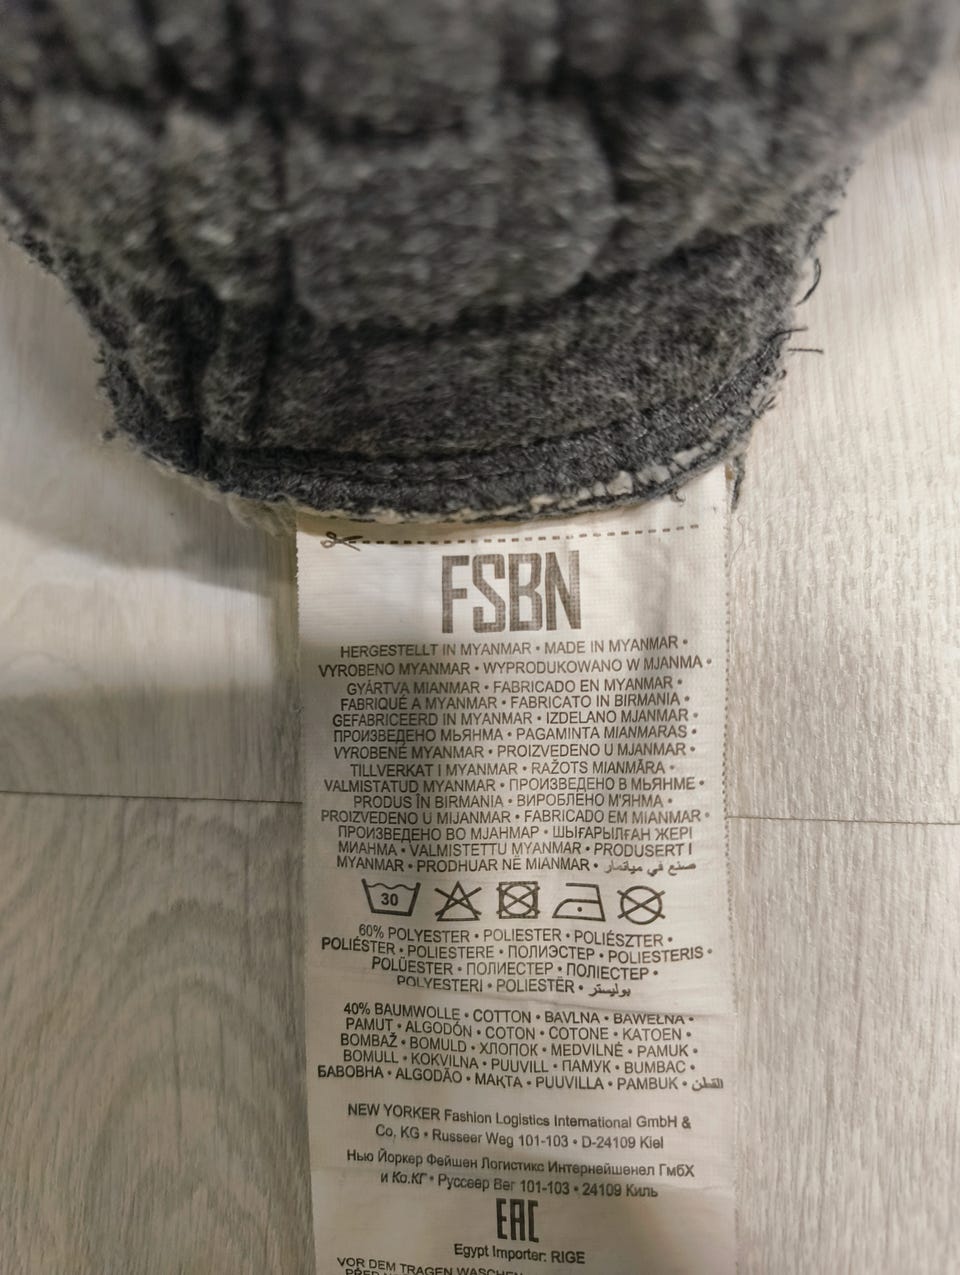 FSBN
HERGESTELLT IN MYANMAR • MADE IN MYANMAR •
VYROBENO MYANMAR • WYPRODUKOWANO W MJANMA •
GYÁRTVA MIANMAR • FABRICADO EN MYANMAR •
FABRIQUÉ A MYANMAR • FABRICATO IN BIRMANIA •
GEFABRICEERD IN MYANMAR • IZDELANO MJANMAR •
ПРОИЗВЕДЕНО МЬЯНМА • PAGAMINTA MIANMARAS •
VYROBENÉ MYANMAR • PROIZVEDENO U MJANMAR •
TILLVERKAT I MYANMAR • RAŽOTS MIANMĀRA •
VALMISTATUD MYANMAR • ПРОИЗВЕДЕНО В МЬЯНМЕ •
PRODUS ÎN BIRMANIA • ВИРОБЛЕНО М'ЯНМА •
PROIZVEDENO U MIJANMAR • FABRICADO EM MIANMAR •
ПРОИЗВЕДЕНО ВО МЈАНМАР • ШЫҒАРЫЛҒАН ЖЕРІ
МИАНМА • VALMISTETTU MYANMAR • PRODUSERT I
MYANMAR • PRODHUAR NË MIANMAR • صنع في ميانمار
30
60% POLYESTER • POLIESTER • POLIÉSZTER •
POLIÉSTER • POLIESTERE • ПОЛИЭСТЕР • POLIESTERIS •
POLÜESTER • ПОЛИЕСТЕР • ПОЛІЕСТЕР •
POLYESTERI • POLIESTËR • بوليستر
40% BAUMWOLLE • COTTON • BAVLNA • BAWEŁNA •
PAMUT • ALGODÓN • COTON • COTONE • KATOEN •
BOMBAŽ • BOMULD • ХЛОПОК • MEDVILNĖ • PAMUK •
BOMULL • KOKVILNA • PUUVILL • ПАМУК • BUMBAC •
БАВОВНА • ALGODÃO • МАҚТА • PUUVILLA • PAMBUK • القطن
NEW YORKER Fashion Logistics International GmbH &
Co. KG • Russeer Weg 101-103 • D-24109 Kiel
Нью Йоркер Фейшен Логистикс Интернейшенел ГмбХ
и Ко.КГ • Руссеер Вег 101-103 • 24109 Киль
EAC
Egypt Importer: RIGE
VOR DEM TRAGEN WASCHEN